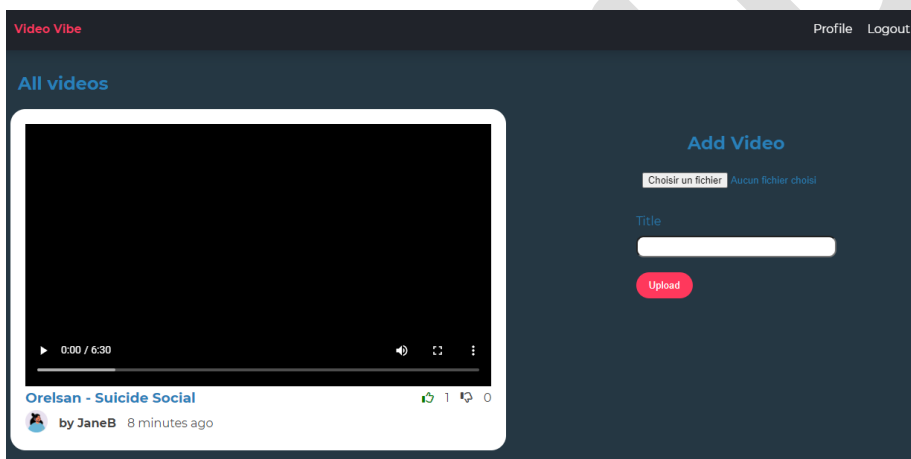 Video Vibe Profile Logout
All videos
Add Video
Choisir un fichier Aucun fichier choisi
Title
Upload
0:00 / 6:30
Orelsan - Suicide Social 1 0
by JaneB 8 minutes ago